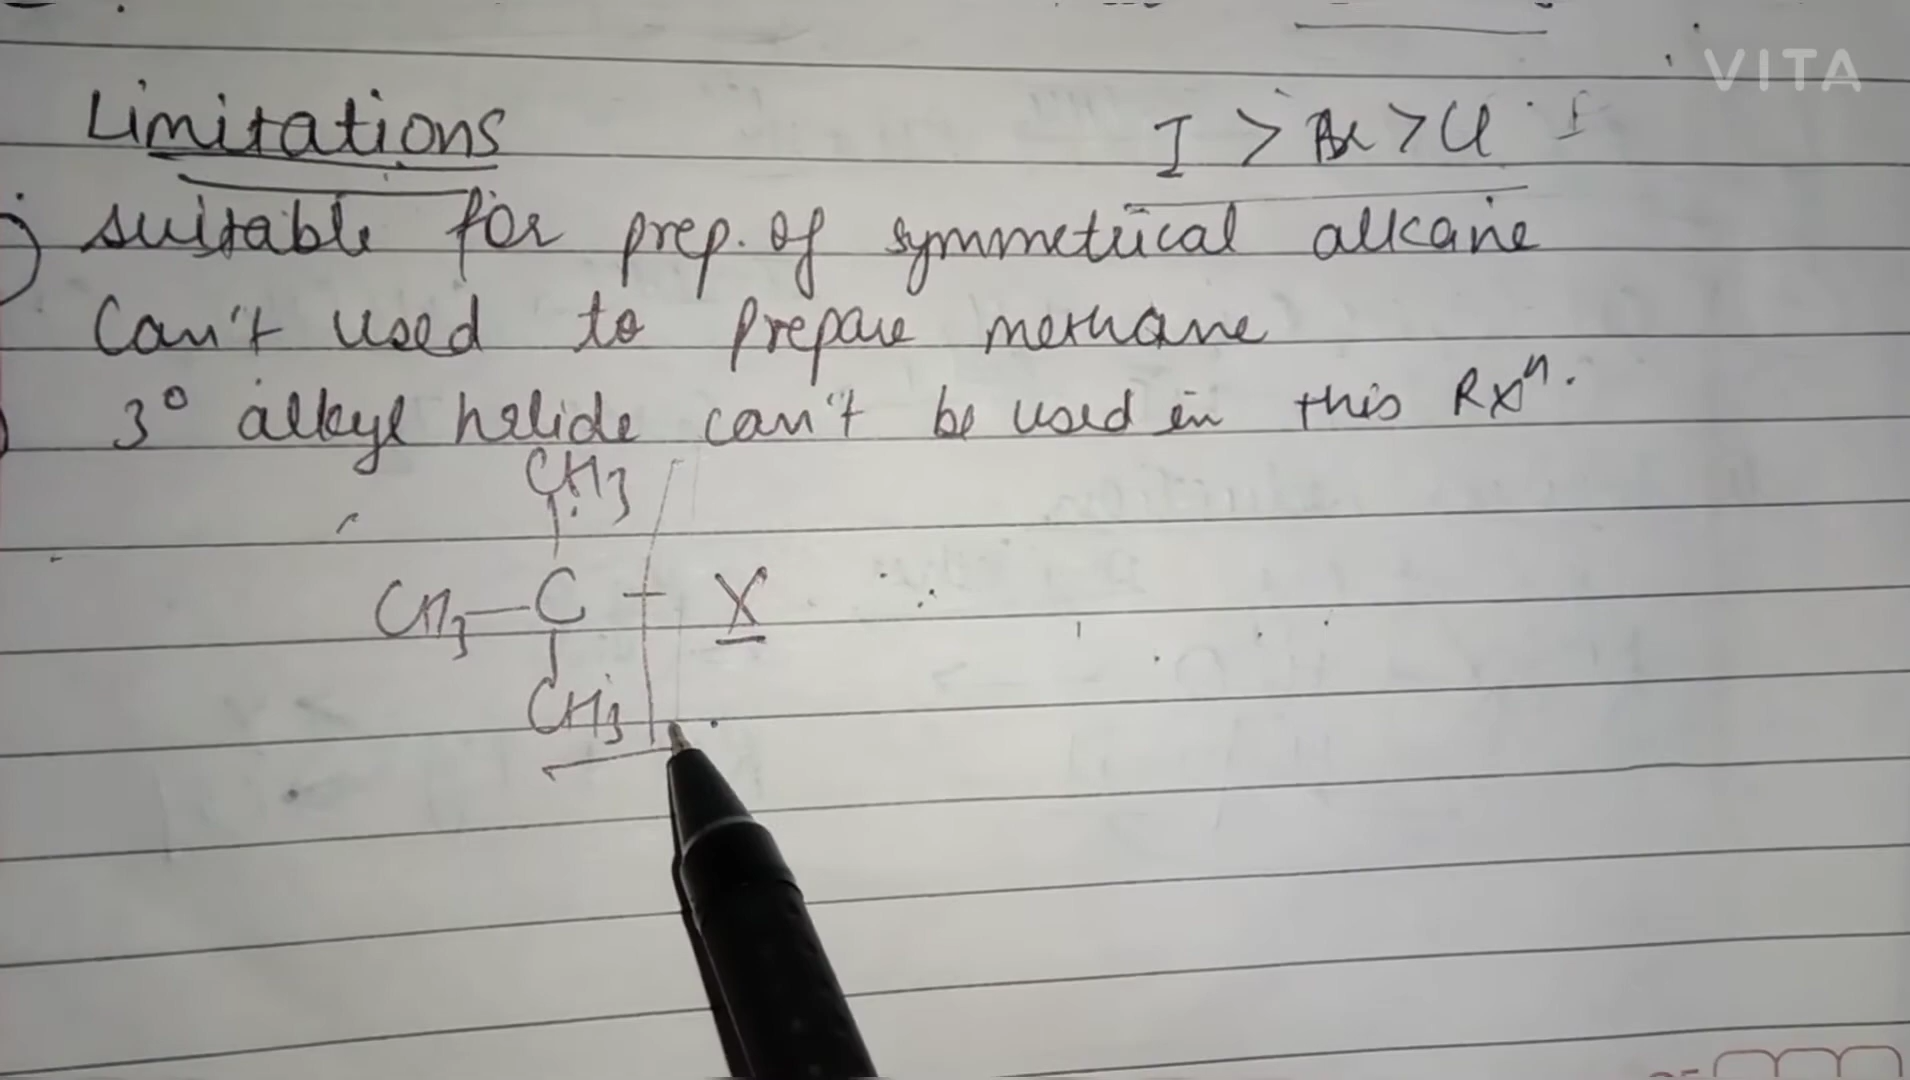 VITA
Limitations
I > Br > Cl
suitable for prep. of symmetrical alkane
Can't used to prepare methane
3° alkyl halide can't be used in this Rxn.
CH3
CH3—C + X
CH3